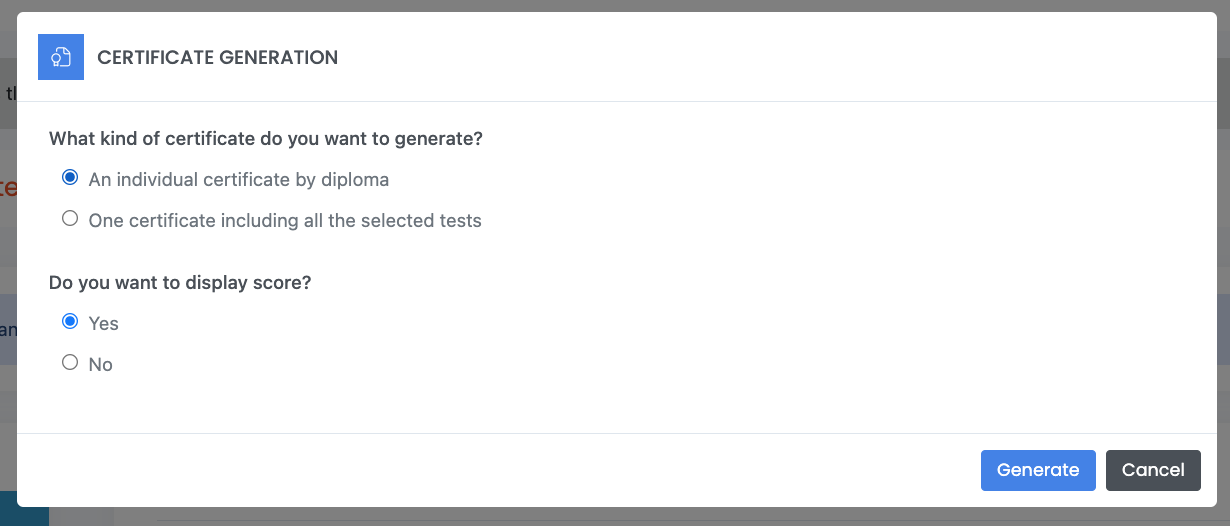 CERTIFICATE GENERATION
What kind of certificate do you want to generate?
An individual certificate by diploma
One certificate including all the selected tests
Do you want to display score?
Yes
No
Generate
Cancel